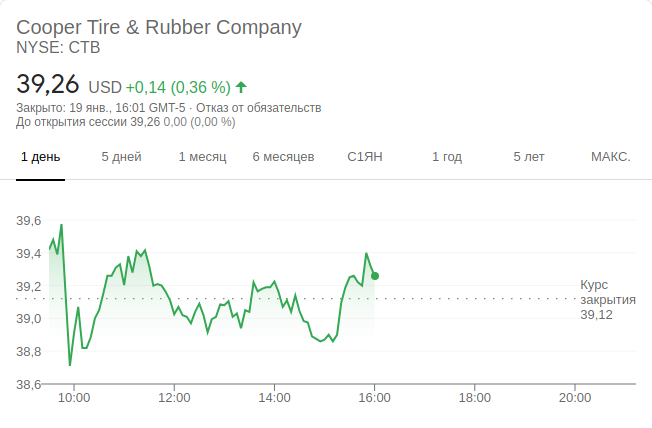 Cooper Tire & Rubber Company
NYSE: CTB
39,26 USD +0,14 (0,36 %)
Закрыто: 19 янв., 16:01 GMT-5 · Отказ от обязательств
До открытия сессии 39,26 0,00 (0,00 %)
1 день 5 дней 1 месяц 6 месяцев С1ЯН 1 год 5 лет МАКС.
39,6
39,4
39,2
39,0
38,8
38,6
Курс
закрытия
39,12
10:00 12:00 14:00 16:00 18:00 20:00